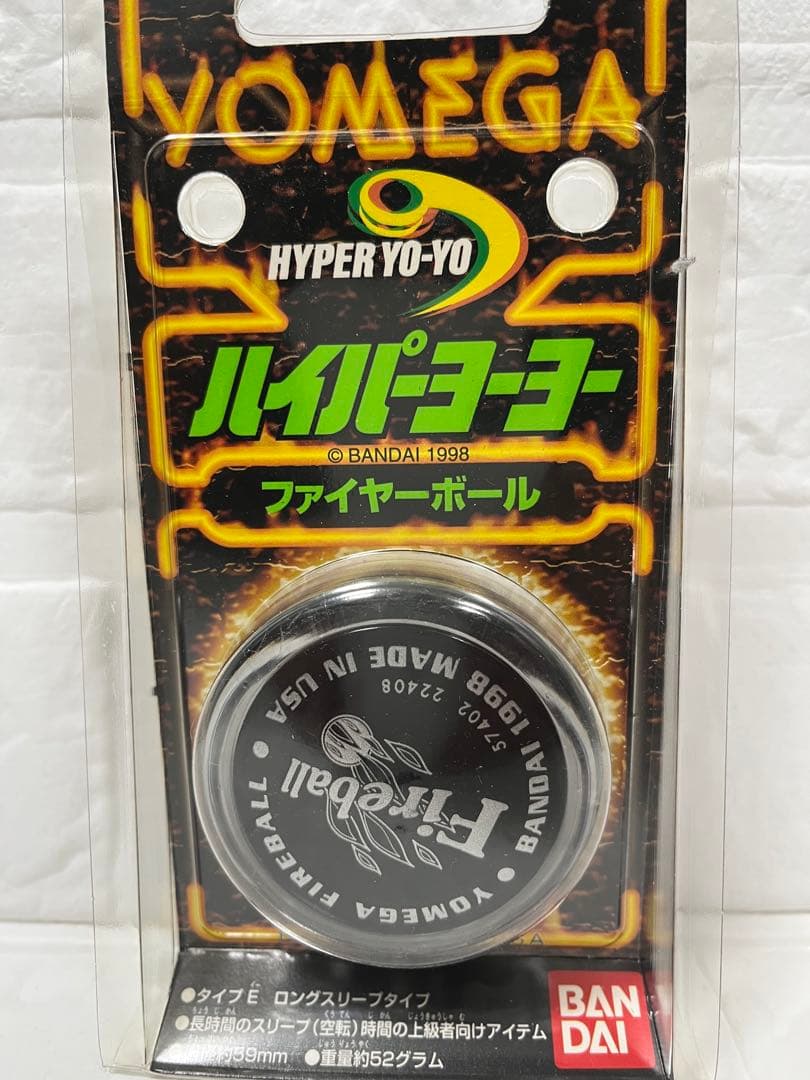 YOMEGA
HYPER YO-YO
ハイパーヨーヨー
© BANDAI 1998
ファイヤーボール
BANDAI 1998 MADE IN USA
57402 22408
Fireball
YOMEGA FIREBALL
●タイプE ロングスリープタイプ
●長時間のスリープ(空転)時間の上級者向けアイテム
約59mm ●重量約52グラム
BAN
DAI